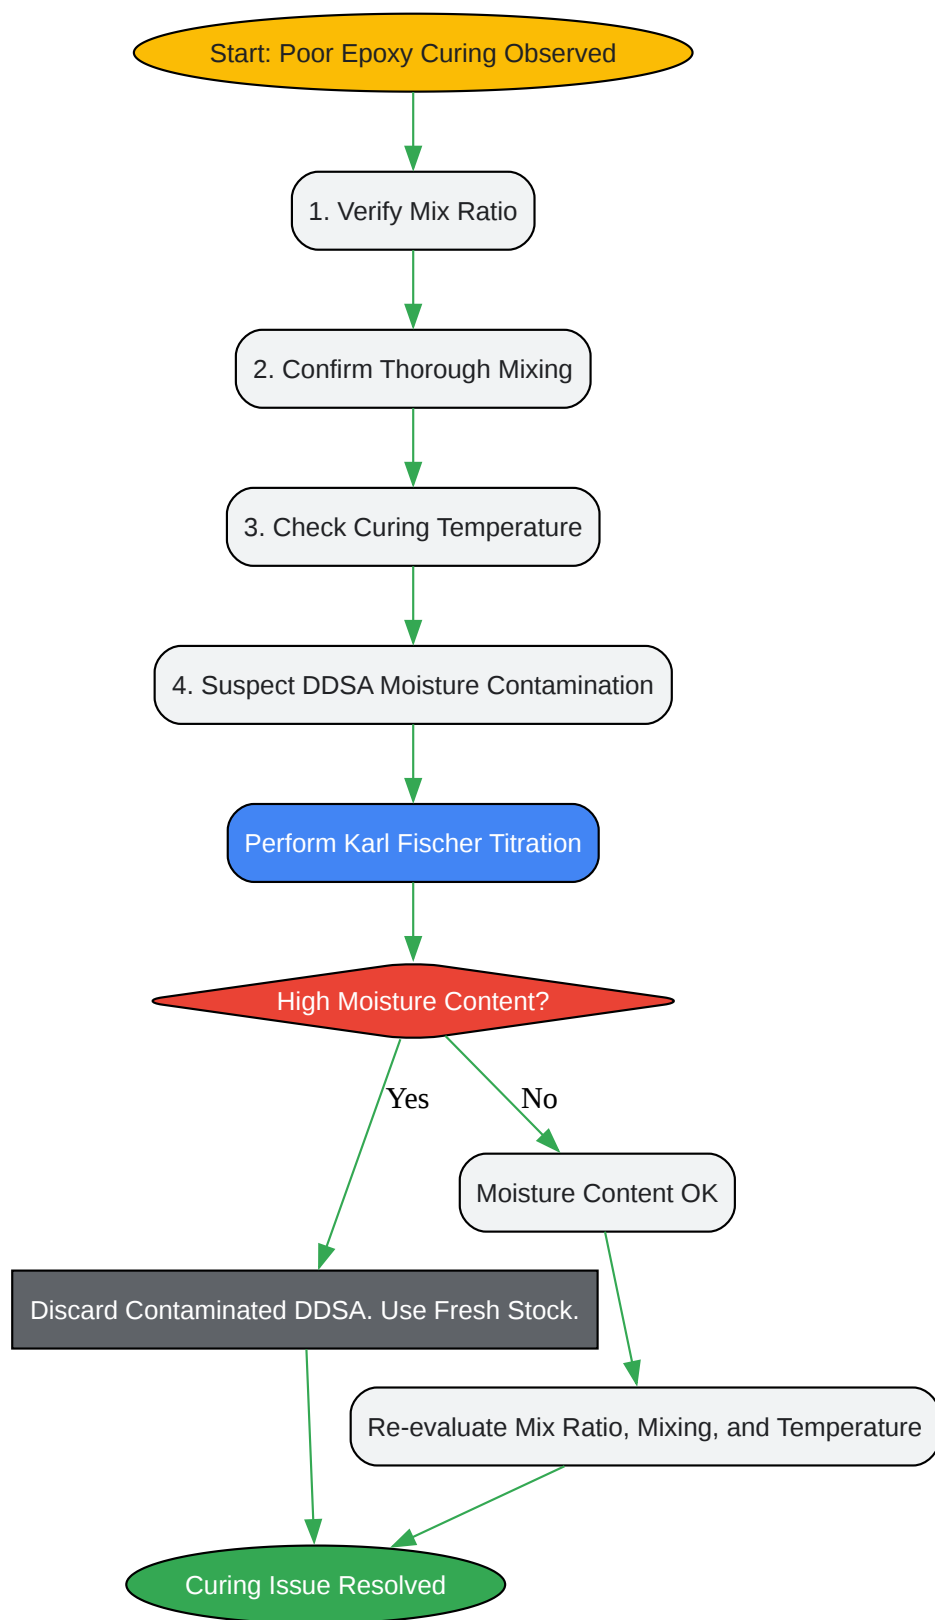 Start: Poor Epoxy Curing Observed
1. Verify Mix Ratio
2. Confirm Thorough Mixing
3. Check Curing Temperature
4. Suspect DDSA Moisture Contamination
Perform Karl Fischer Titration
High Moisture Content?
Yes
No
Moisture Content OK
Discard Contaminated DDSA. Use Fresh Stock.
Re-evaluate Mix Ratio, Mixing, and Temperature
Curing Issue Resolved